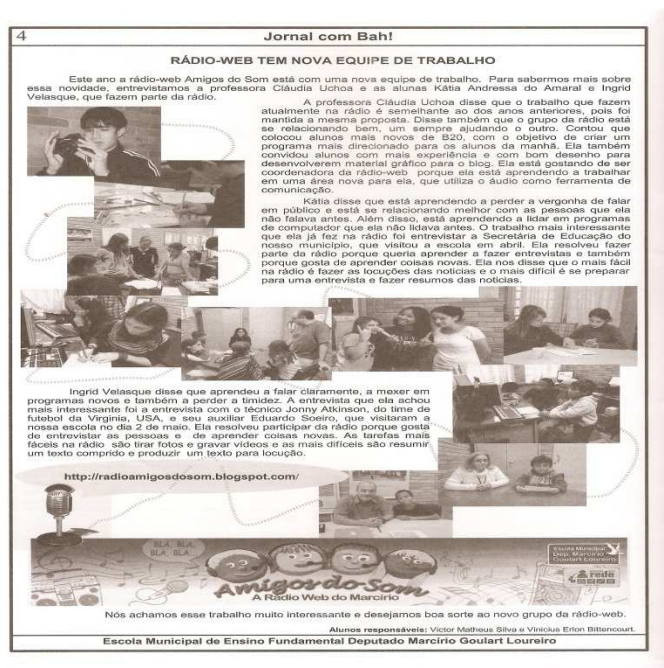 4
Jornal com Bah!
RÁDIO-WEB TEM NOVA EQUIPE DE TRABALHO
Este ano a rádio-web Amigos do Som está com uma nova equipe de trabalho. Para sabermos mais sobre
essa novidade, entrevistamos a professora Cláudia Uchoa e as alunas Kátia Andressa do Amaral e Ingrid
Velasque, que fazem parte da rádio.
A professora Cláudia Uchoa disse que o trabalho que fazem
atualmente na rádio é semelhante ao dos anos anteriores, pois foi
mantida a mesma proposta. Disse também que o grupo da rádio está
se relacionando bem, um sempre ajudando o outro. Contou que
colocou alunos mais novos de B20, com o objetivo de criar um
programa mais direcionado para os alunos da manhã. Ela também
convidou alunos com mais experiência e com bom desenho para
desenvolverem material gráfico para o blog. Ela está gostando de ser
coordenadora da rádio-web porque ela está aprendendo a trabalhar
em uma área nova para ela, que utiliza o áudio como ferramenta de
comunicação.
Kátia disse que está aprendendo a perder a vergonha de falar
em público e está se relacionando melhor com as pessoas que ela
não falava antes. Além disso, está aprendendo a lidar em programas
de computador que ela não lidava antes. O trabalho mais interessante
que ela já fez na rádio foi entrevistar a Secretária de Educação do
nosso município, que visitou a escola em abril. Ela resolveu fazer
parte da rádio porque queria aprender a fazer entrevistas e também
porque gosta de aprender coisas novas. Ela nos disse que o mais fácil
na rádio é fazer as locuções das noticias e o mais difícil é se preparar
para uma entrevista e fazer resumos das noticias.
Ingrid Velasque disse que aprendeu a falar claramente, a mexer em
programas novos e também a perder a timidez. A entrevista que ela achou
mais interessante foi a entrevista com o técnico Jonny Atkinson, do time de
futebol da Virginia, USA, e seu auxiliar Eduardo Soeiro, que visitaram a
nossa escola no dia 2 de maio. Ela resolveu participar da rádio porque gosta
de entrevistar as pessoas e de aprender coisas novas. As tarefas mais
fáceis na rádio são tirar fotos e gravar vídeos e as mais difíceis são resumir
um texto comprido e produzir um texto para locução.
http://radioamigosdosom.blogspot.com/
BLA, BLA,
BLA, BLA,
BLA...
Escola Municipal
Dep. Marcírio
Goulart Loureiro
rede
Amigos do Som
A Rádio Web do Marcírio
Nós achamos esse trabalho muito interessante e desejamos boa sorte ao novo grupo da rádio-web.
Alunos responsáveis: Victor Matheus Silva e Vinicius Erlon Bittencourt.
Escola Municipal de Ensino Fundamental Deputado Marcírio Goulart Loureiro